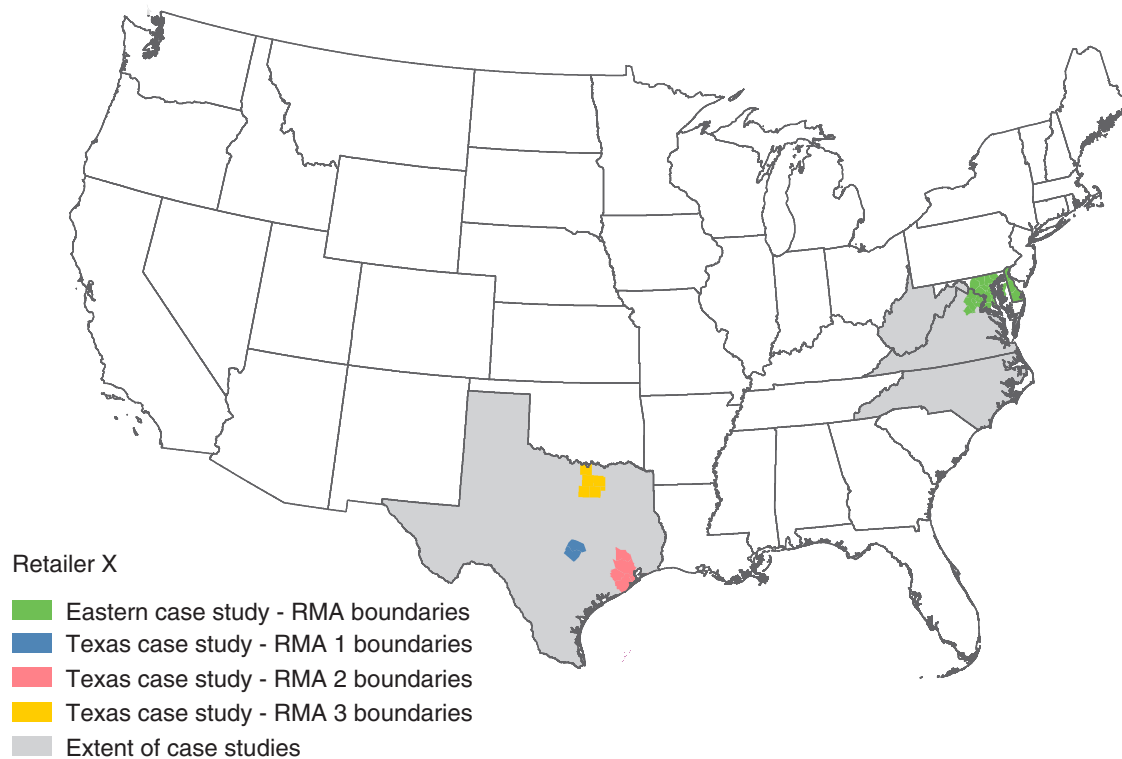 Retailer X
Eastern case study - RMA boundaries
Texas case study - RMA 1 boundaries
Texas case study - RMA 2 boundaries
Texas case study - RMA 3 boundaries
Extent of case studies